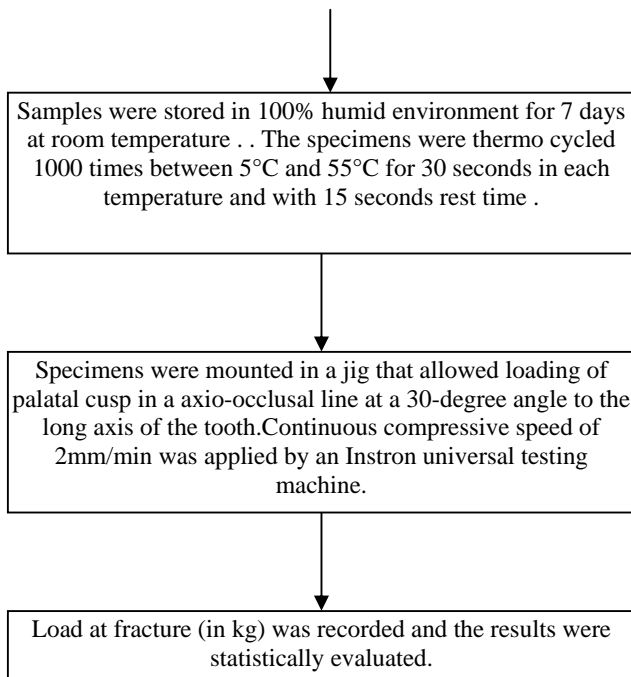 Samples were stored in 100% humid environment for 7 days
at room temperature . . The specimens were thermo cycled
1000 times between 5°C and 55°C for 30 seconds in each
temperature and with 15 seconds rest time .
Specimens were mounted in a jig that allowed loading of
palatal cusp in a axio-occlusal line at a 30-degree angle to the
long axis of the tooth.Continuous compressive speed of
2mm/min was applied by an Instron universal testing
machine.
Load at fracture (in kg) was recorded and the results were
statistically evaluated.